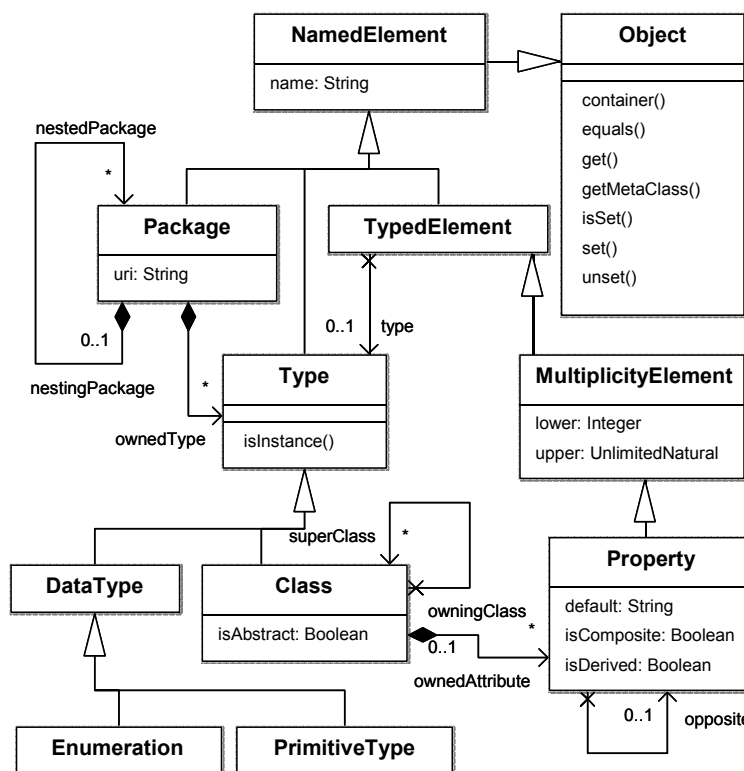 NamedElement
name: String
Object
container()
equals()
get()
getMetaClass()
isSet()
set()
unset()
nestedPackage
*
Package
uri: String
0..1
nestingPackage
TypedElement
0..1
type
*
ownedType
Type
isInstance()
MultiplicityElement
lower: Integer
upper: UnlimitedNatural
superClass
*
DataType
Class
isAbstract: Boolean
owningClass
0..1
*
ownedAttribute
Property
default: String
isComposite: Boolean
isDerived: Boolean
0..1
opposite
Enumeration
PrimitiveType